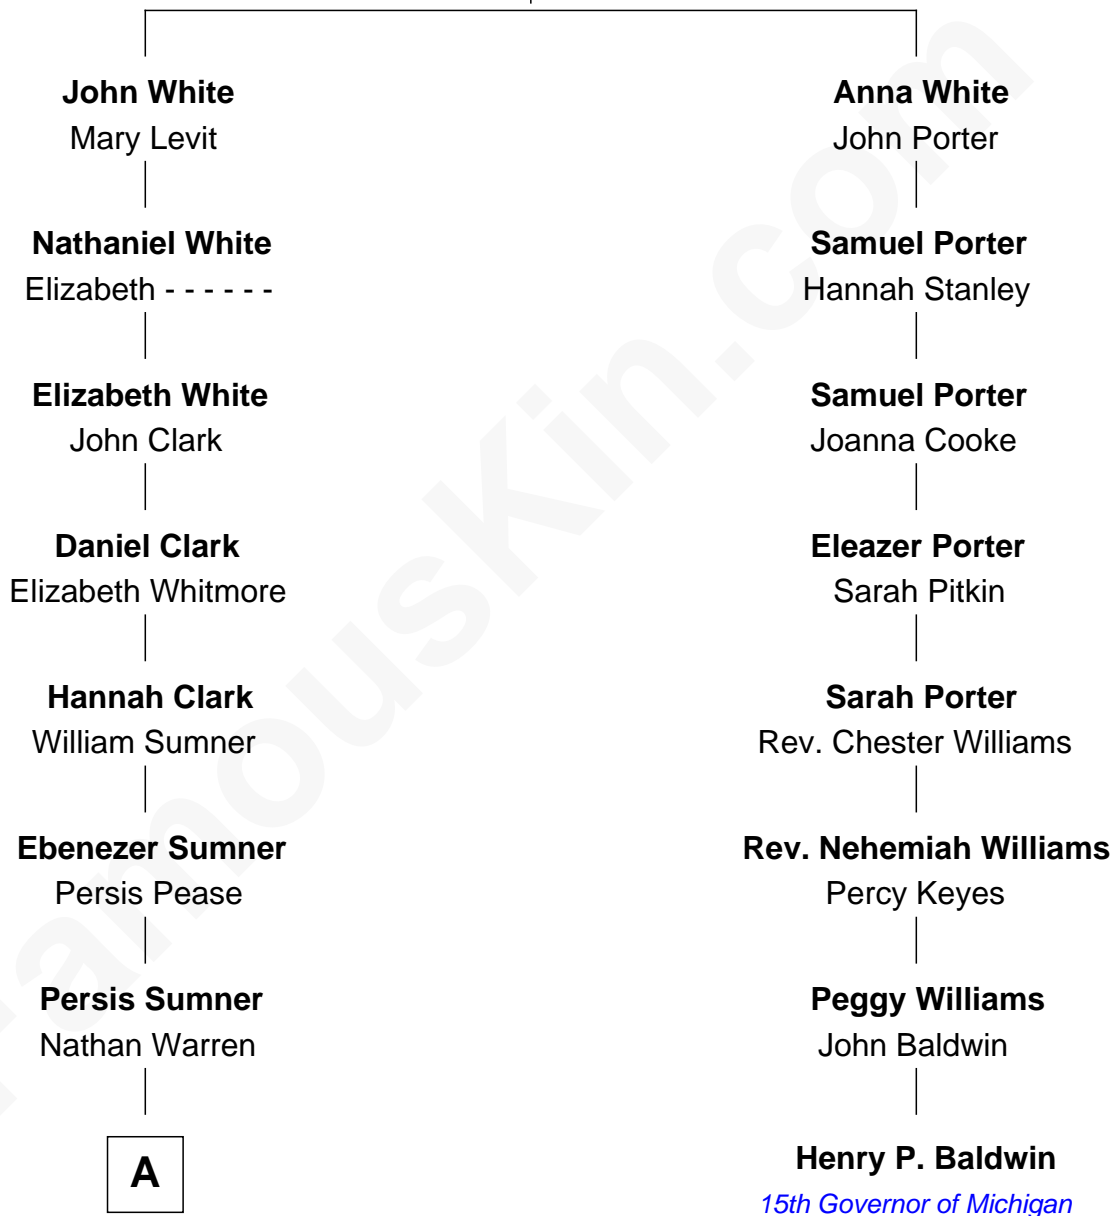 John White
Mary Levit
Nathaniel White
Elizabeth - - - - - -
Elizabeth White
John Clark
Daniel Clark
Elizabeth Whitmore
Hannah Clark
William Sumner
Ebenezer Sumner
Persis Pease
Persis Sumner
Nathan Warren
A
Anna White
John Porter
Samuel Porter
Hannah Stanley
Samuel Porter
Joanna Cooke
Eleazer Porter
Sarah Pitkin
Sarah Porter
Rev. Chester Williams
Rev. Nehemiah Williams
Percy Keyes
Peggy Williams
John Baldwin
Henry P. Baldwin
15th Governor of Michigan
FamousKin.com